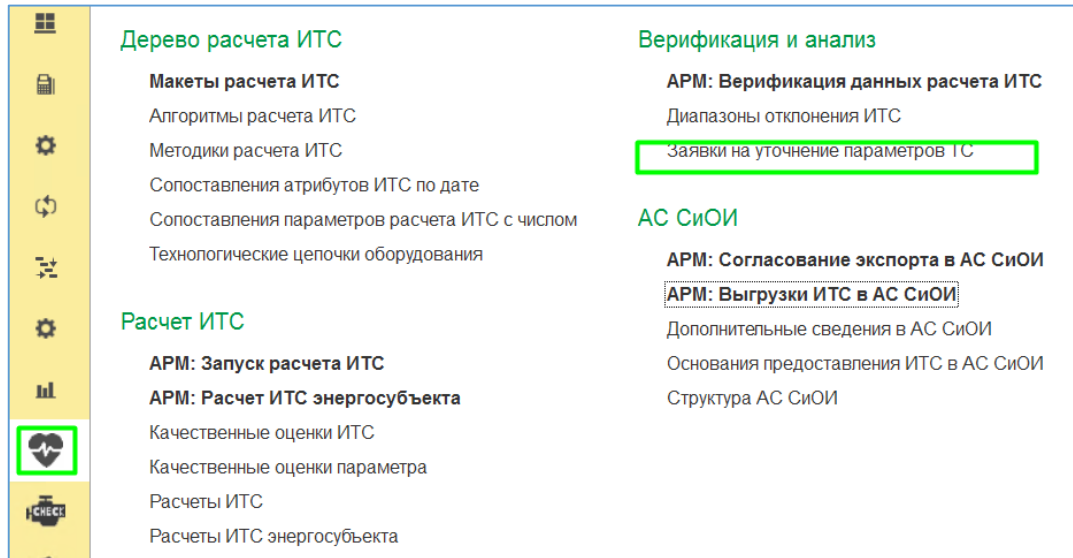 Дерево расчета ИТС
Макеты расчета ИТС
Алгоритмы расчета ИТС
Методики расчета ИТС
Сопоставления атрибутов ИТС по дате
Сопоставления параметров расчета ИТС с числом
Технологические цепочки оборудования
Расчет ИТС
АРМ: Запуск расчета ИТС
АРМ: Расчет ИТС энергосубъекта
Качественные оценки ИТС
Качественные оценки параметра
Расчеты ИТС
Расчеты ИТС энергосубъекта
Верификация и анализ
АРМ: Верификация данных расчета ИТС
Диапазоны отклонения ИТС
Заявки на уточнение параметров ТС
АС СиОИ
АРМ: Согласование экспорта в АС СиОИ
АРМ: Выгрузки ИТС в АС СиОИ
Дополнительные сведения в АС СиОИ
Основания предоставления ИТС в АС СиОИ
Структура АС СиОИ
CHECK